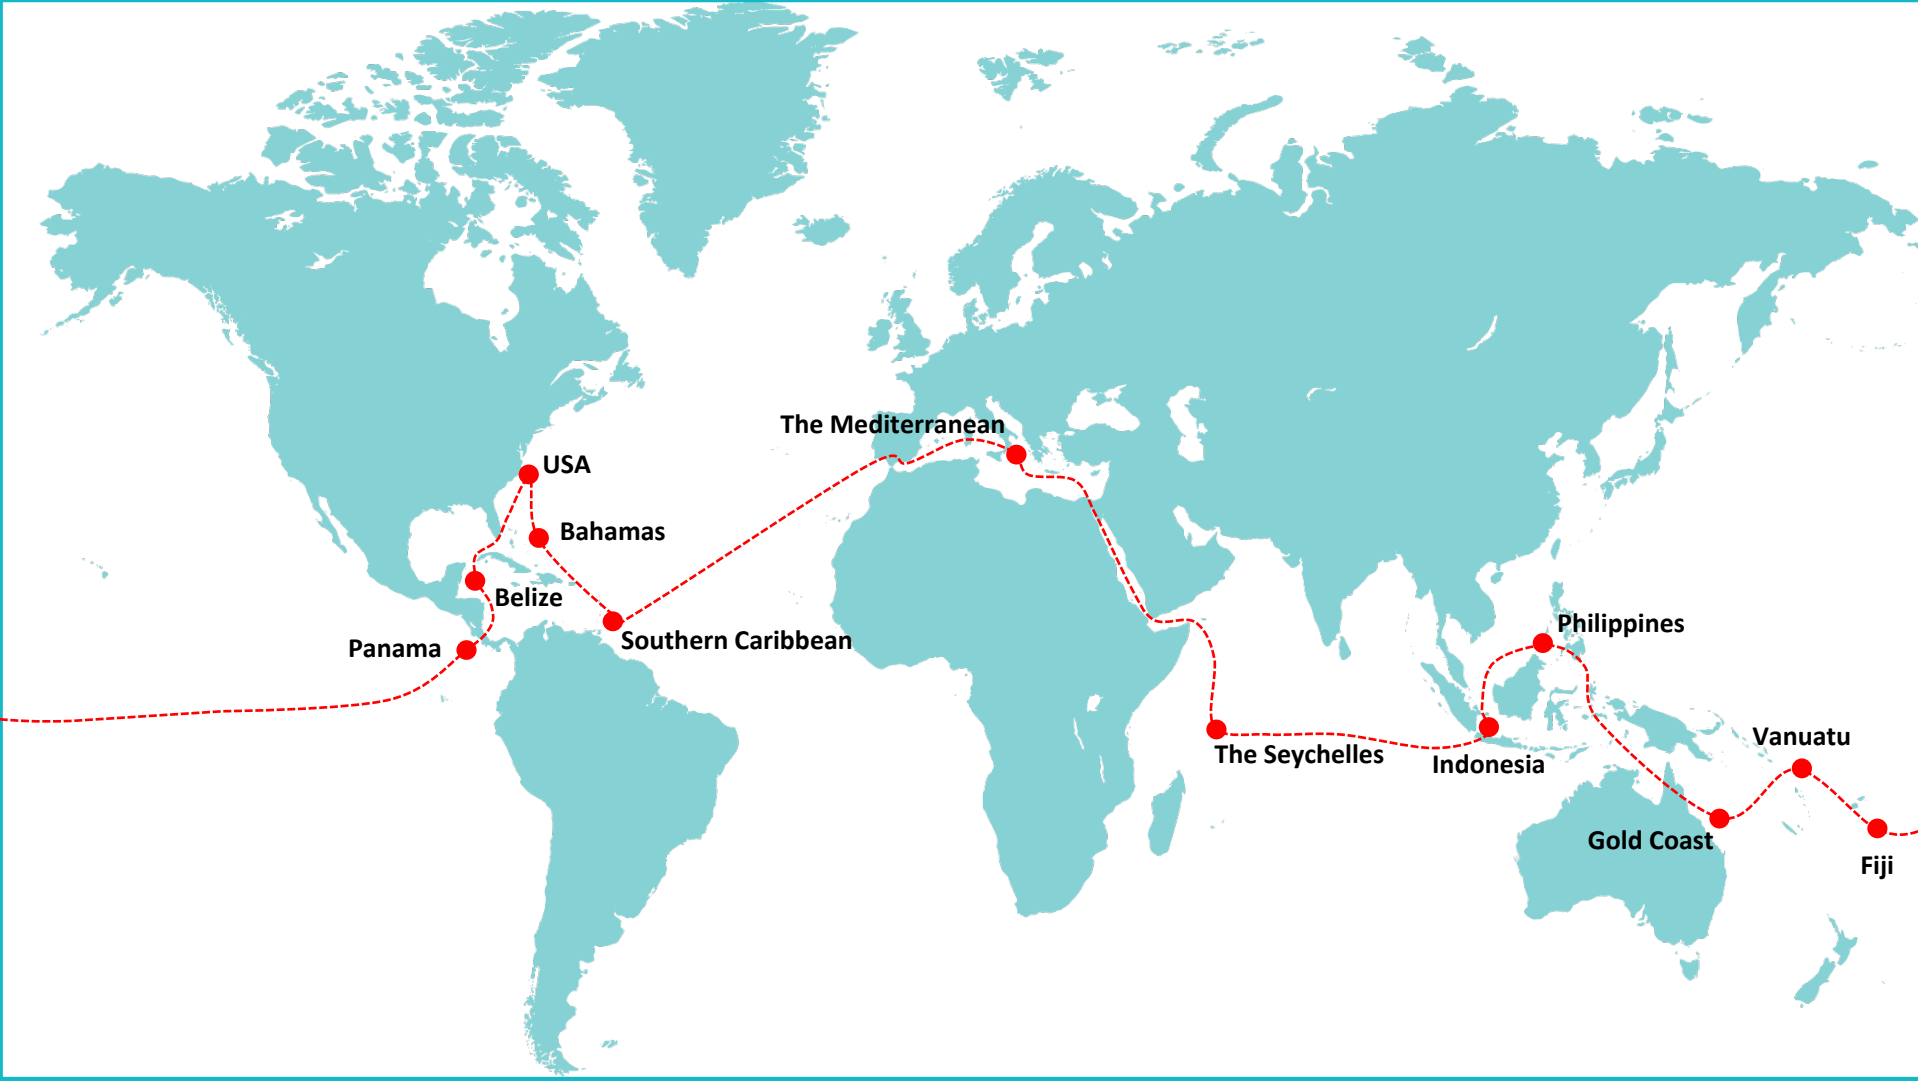 The Mediterranean
USA
Bahamas
Belize
Philippines
Southern Caribbean
Panama
Vanuatu
The Seychelles
Indonesia
Gold Coast
Fiji